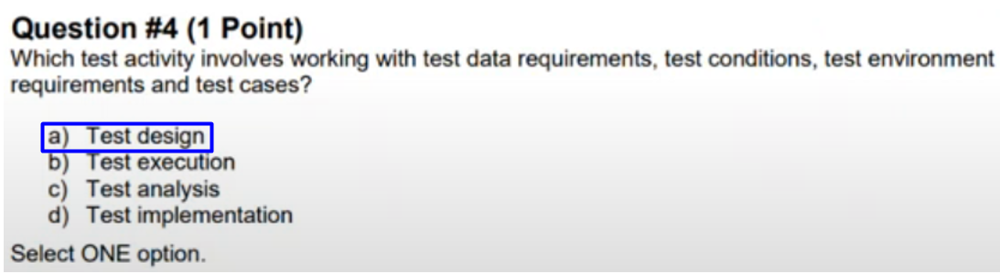 Question #4 (1 Point)
Which test activity involves working with test data requirements, test conditions, test environment
requirements and test cases?
a) Test design
b) Test execution
c) Test analysis
d) Test implementation
Select ONE option.